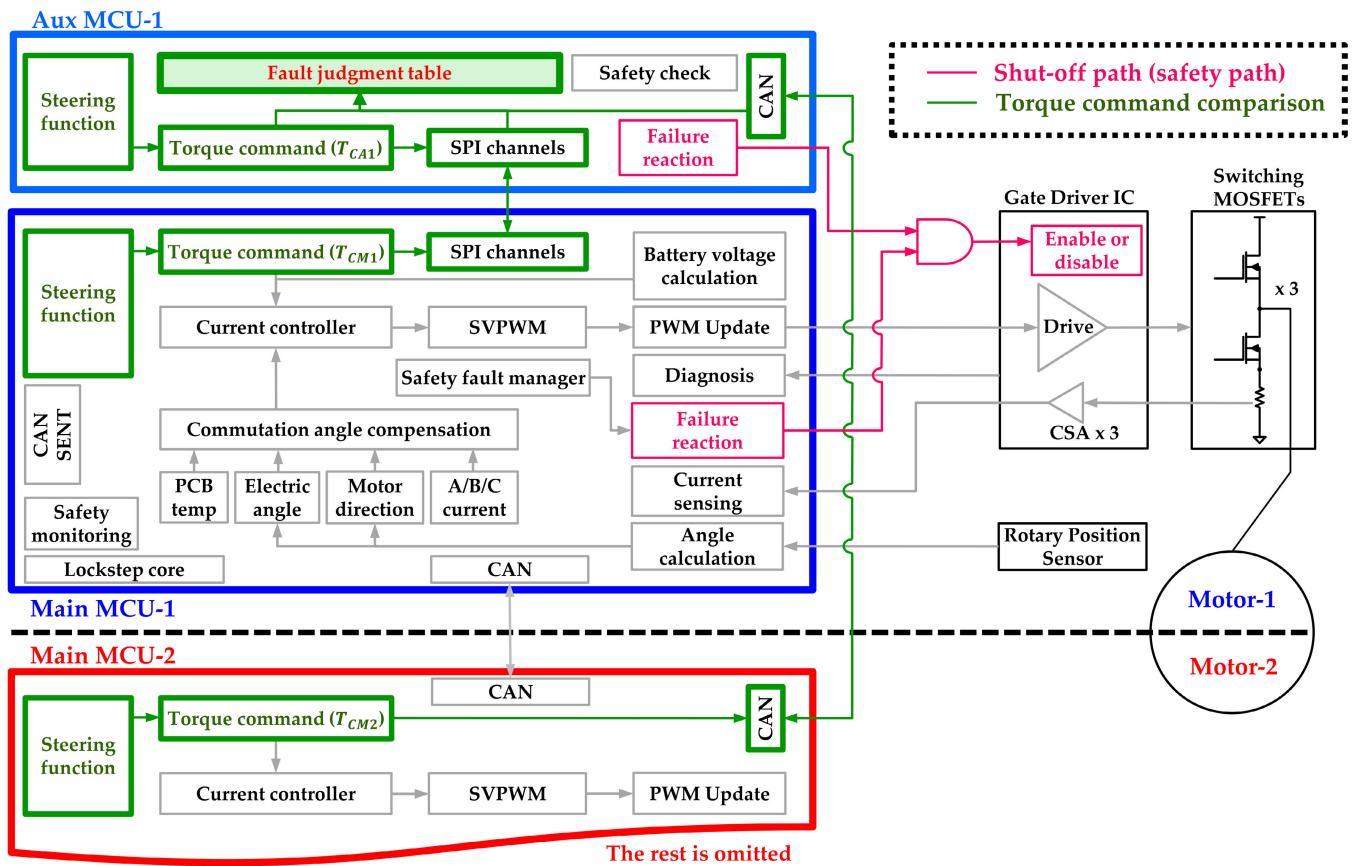 Aux MCU-1
Steering
function
Fault judgment table
Safety check
CAN
Torque command (T_CA1)
SPI channels
Failure
reaction
Shut-off path (safety path)
Torque command comparison
Steering
function
Torque command (T_CM1)
SPI channels
Battery voltage
calculation
Current controller
SVPWM
PWM Update
Safety fault manager
Diagnosis
CAN
SENT
Commutation angle compensation
Failure
reaction
PCB
temp
Electric
angle
Motor
direction
A/B/C
current
Current
sensing
Safety
monitoring
Angle
calculation
Lockstep core
CAN
Main MCU-1
Gate Driver IC
Enable or
disable
Drive
CSA x 3
Switching
MOSFETs
x 3
Rotary Position
Sensor
Motor-1
Motor-2
Main MCU-2
CAN
Steering
function
Torque command (T_CM2)
CAN
Current controller
SVPWM
PWM Update
The rest is omitted